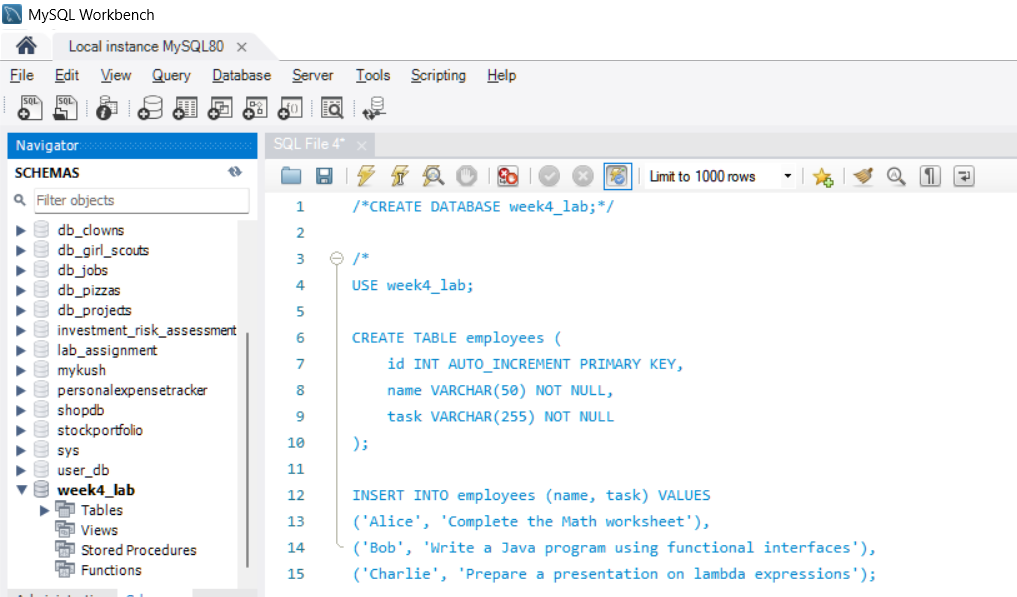 MySQL Workbench
Local instance MySQL80
File Edit View Query Database Server Tools Scripting Help
Navigator
SCHEMAS
Filter objects
db_clowns
db_girl_scouts
db_jobs
db_pizzas
db_projects
investment_risk_assessment
lab_assignment
mykush
personalexpensetracker
shopdb
stockportfolio
sys
user_db
week4_lab
Tables
Views
Stored Procedures
Functions
SQL File 4*
Limit to 1000 rows
1 /*CREATE DATABASE week4_lab;*/
2
3 /*
4 USE week4_lab;
5
6 CREATE TABLE employees (
7 id INT AUTO_INCREMENT PRIMARY KEY,
8 name VARCHAR(50) NOT NULL,
9 task VARCHAR(255) NOT NULL
10 );
11
12 INSERT INTO employees (name, task) VALUES
13 ('Alice', 'Complete the Math worksheet'),
14 ('Bob', 'Write a Java program using functional interfaces'),
15 ('Charlie', 'Prepare a presentation on lambda expressions');